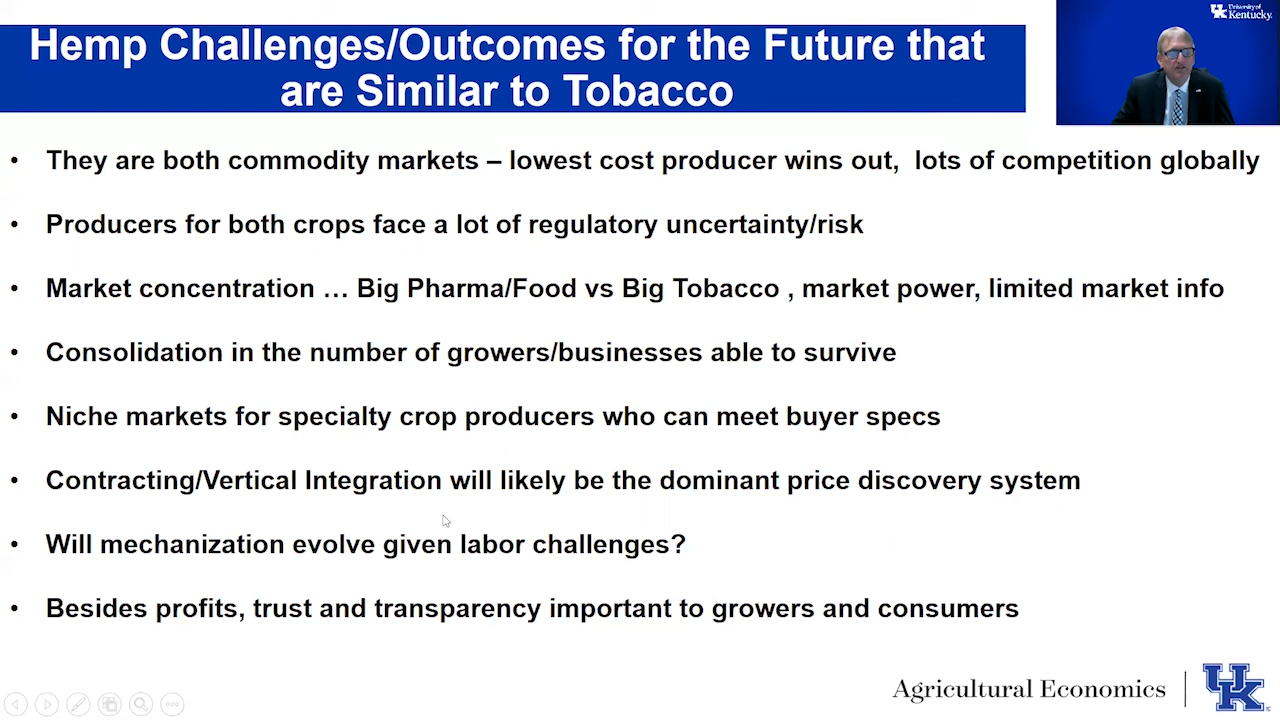 Hemp Challenges/Outcomes for the Future that
are Similar to Tobacco
University of
Kentucky.
• They are both commodity markets – lowest cost producer wins out, lots of competition globally
• Producers for both crops face a lot of regulatory uncertainty/risk
• Market concentration … Big Pharma/Food vs Big Tobacco , market power, limited market info
• Consolidation in the number of growers/businesses able to survive
• Niche markets for specialty crop producers who can meet buyer specs
• Contracting/Vertical Integration will likely be the dominant price discovery system
• Will mechanization evolve given labor challenges?
• Besides profits, trust and transparency important to growers and consumers
Agricultural Economics
UK